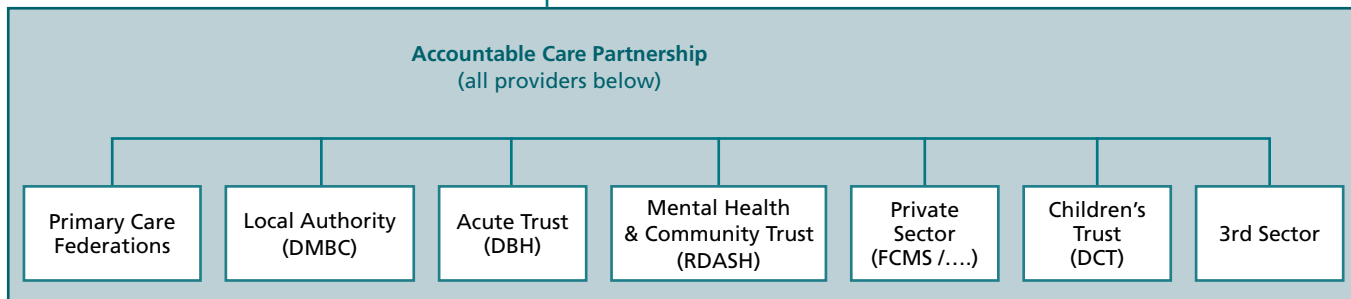 Accountable Care Partnership
(all providers below)
Primary Care
Federations
Local Authority
(DMBC)
Acute Trust
(DBH)
Mental Health
& Community Trust
(RDASH)
Private
Sector
(FCMS /....)
Children’s
Trust
(DCT)
3rd Sector